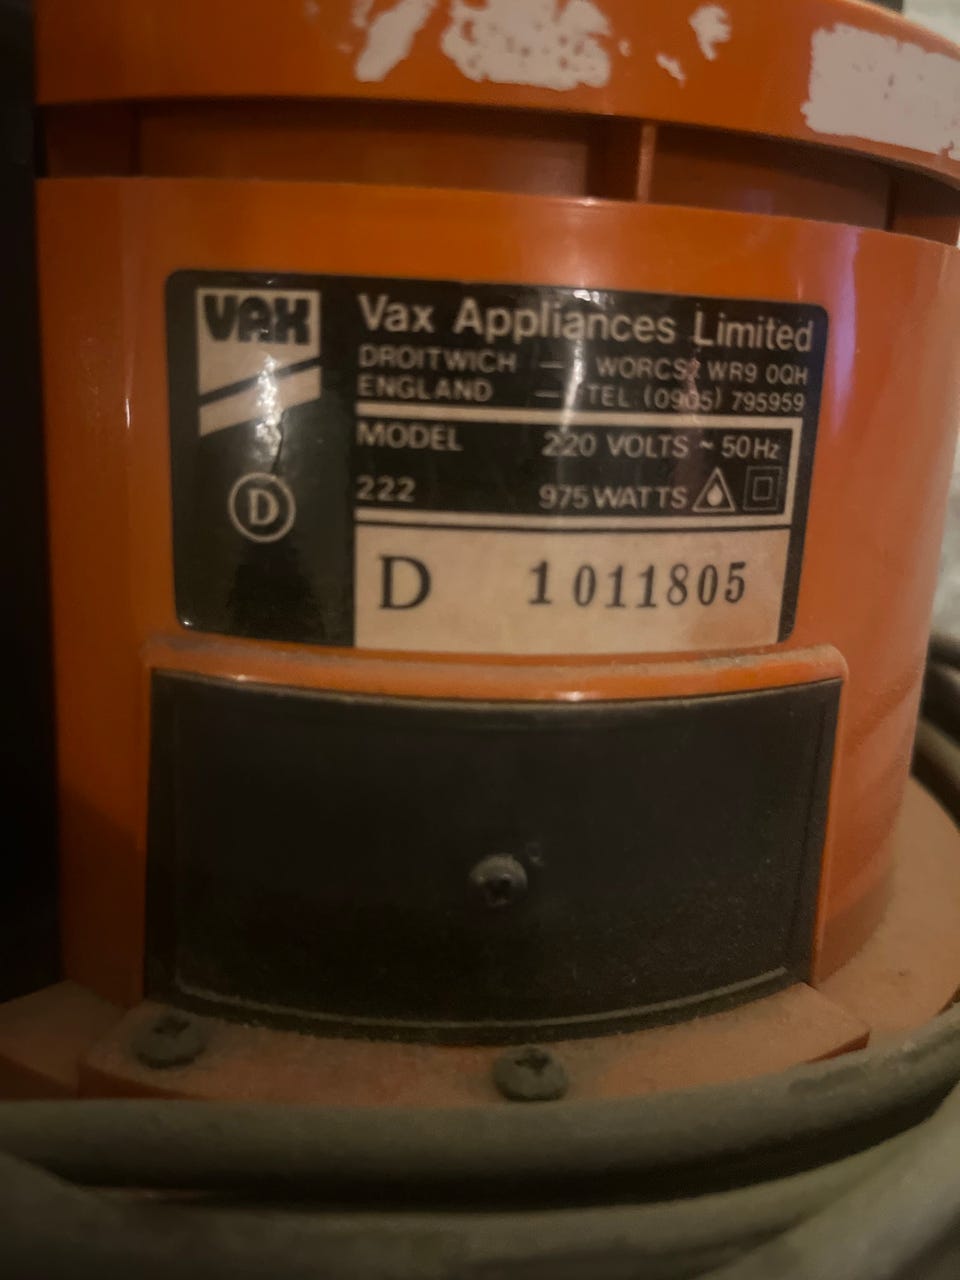 VAX
Vax Appliances Limited
DROITWICH — WORCS WR9 0QH
ENGLAND — TEL (0905) 795959
MODEL 220 VOLTS ~ 50Hz
222 975 WATTS
D
D 1011805